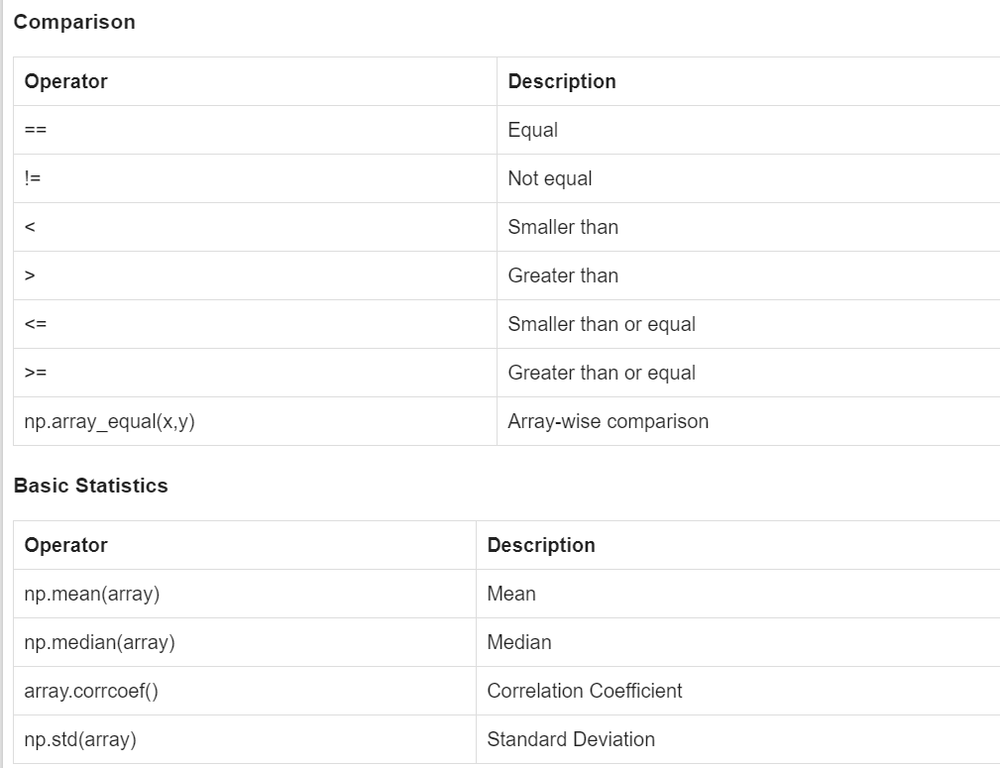 Comparison
Operator Description
== Equal
!= Not equal
< Smaller than
> Greater than
<= Smaller than or equal
>= Greater than or equal
np.array_equal(x,y) Array-wise comparison
Basic Statistics
Operator Description
np.mean(array) Mean
np.median(array) Median
array.corrcoef() Correlation Coefficient
np.std(array) Standard Deviation